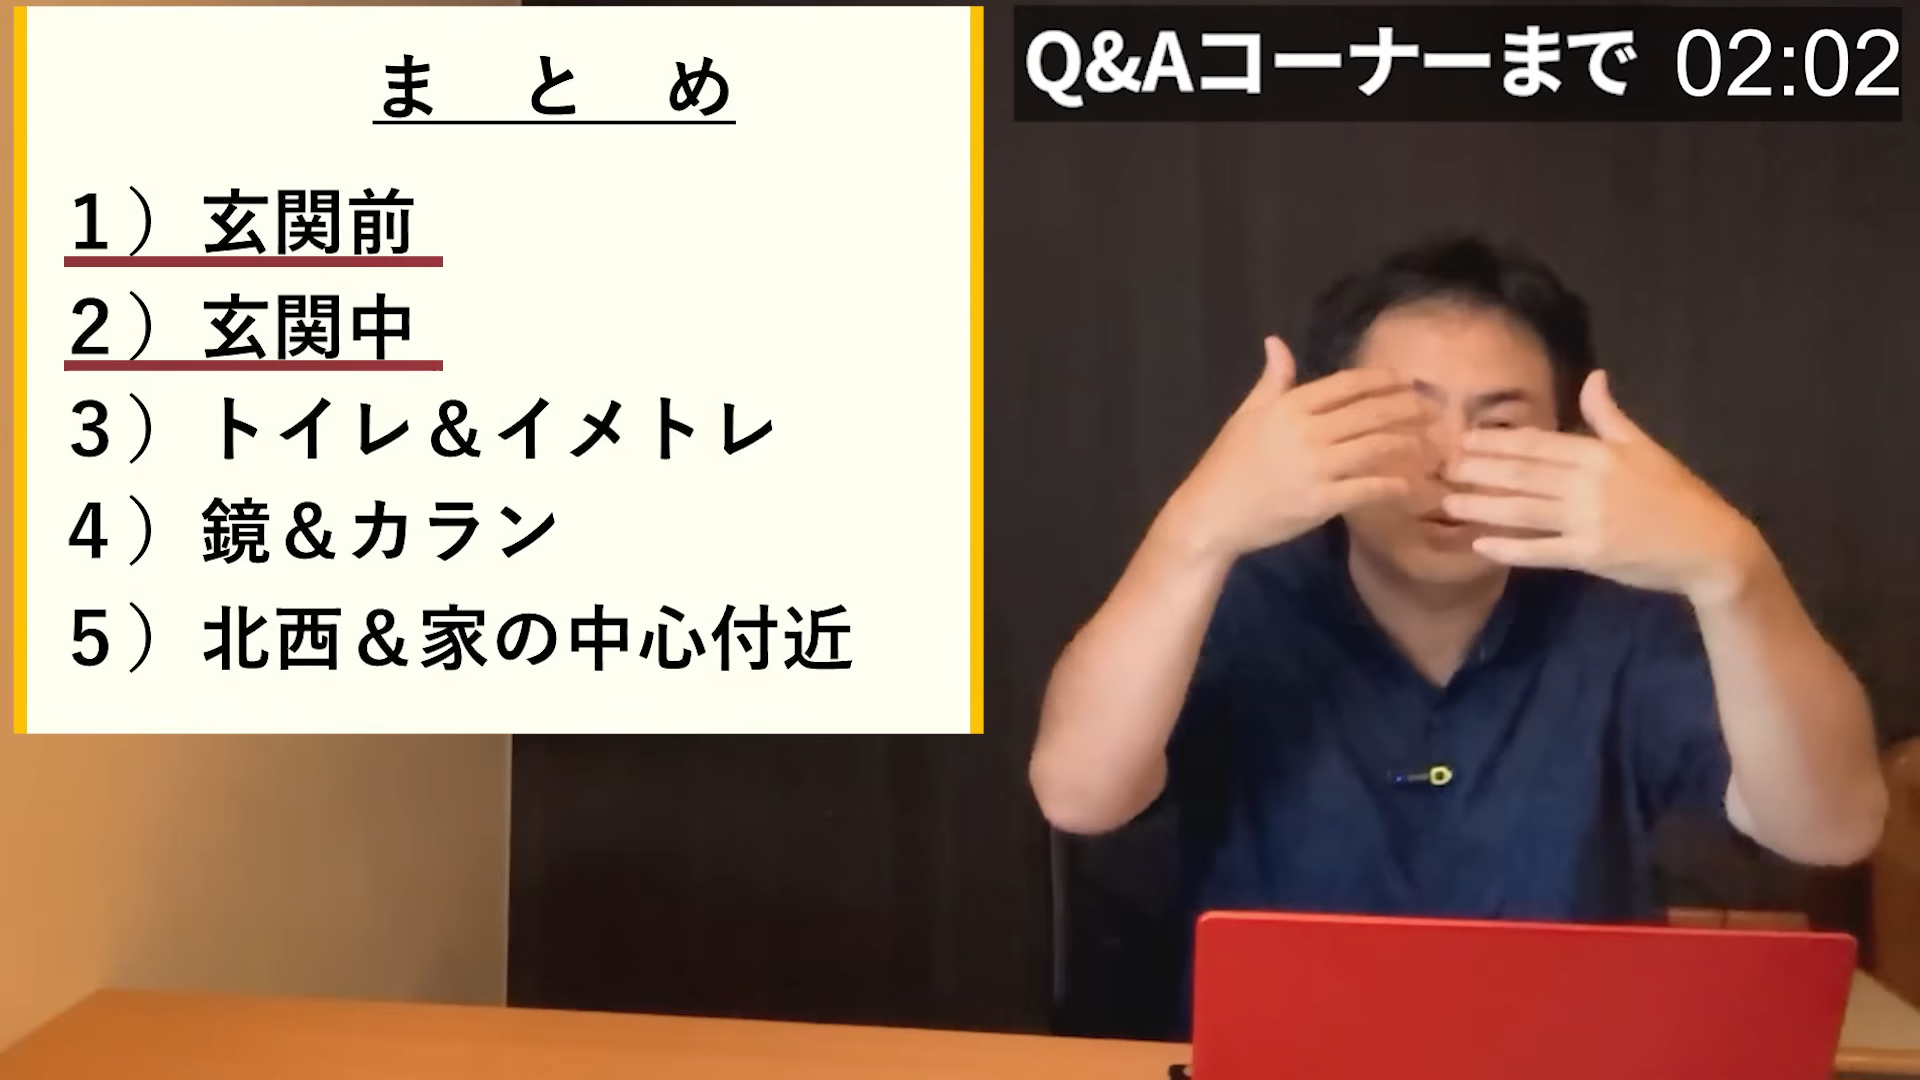 まとめ
１）玄関前
２）玄関中
３）トイレ＆イメトレ
４）鏡＆カラン
５）北西＆家の中心付近
Q&Aコーナーまで 02:02